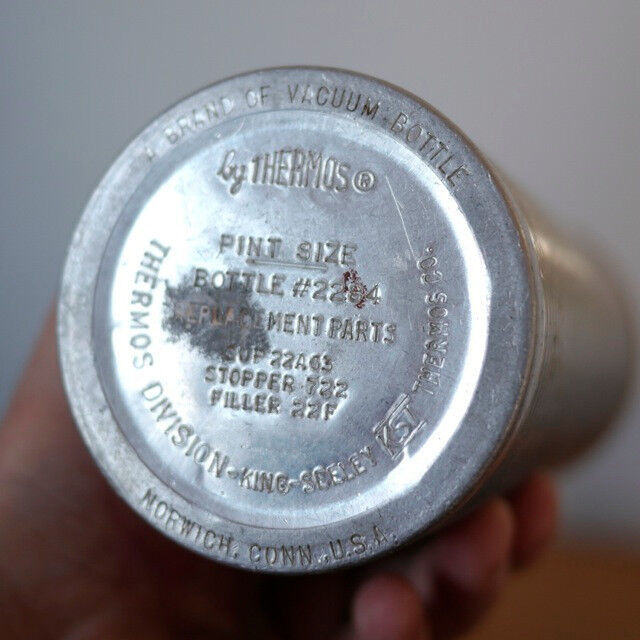 A BRAND OF VACUUM BOTTLE
by THERMOS®
PINT SIZE
REPLACEMENT PARTS
CUP 22A63
STOPPER 722
FILLER 22F
THERMOS DIVISION-KING-SEELEY KST THERMOS CO.
NORWICH, CONN., U.S.A.